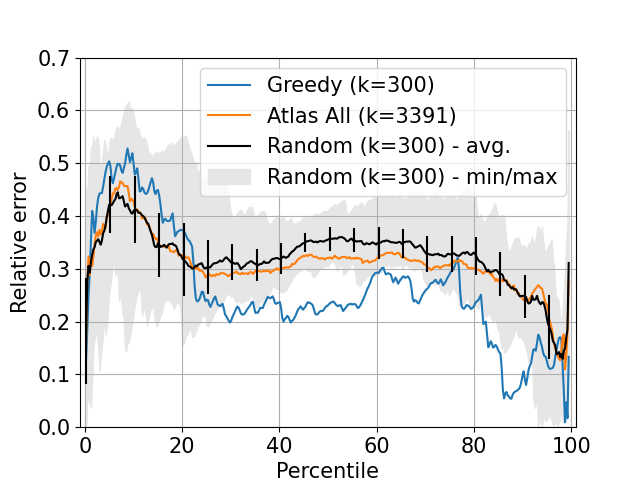 0.7
0.6
0.5
0.4
0.3
0.2
0.1
0.0
Relative error
Greedy (k=300)
Atlas All (k=3391)
Random (k=300) - avg.
Random (k=300) - min/max
0 20 40 60 80 100
Percentile